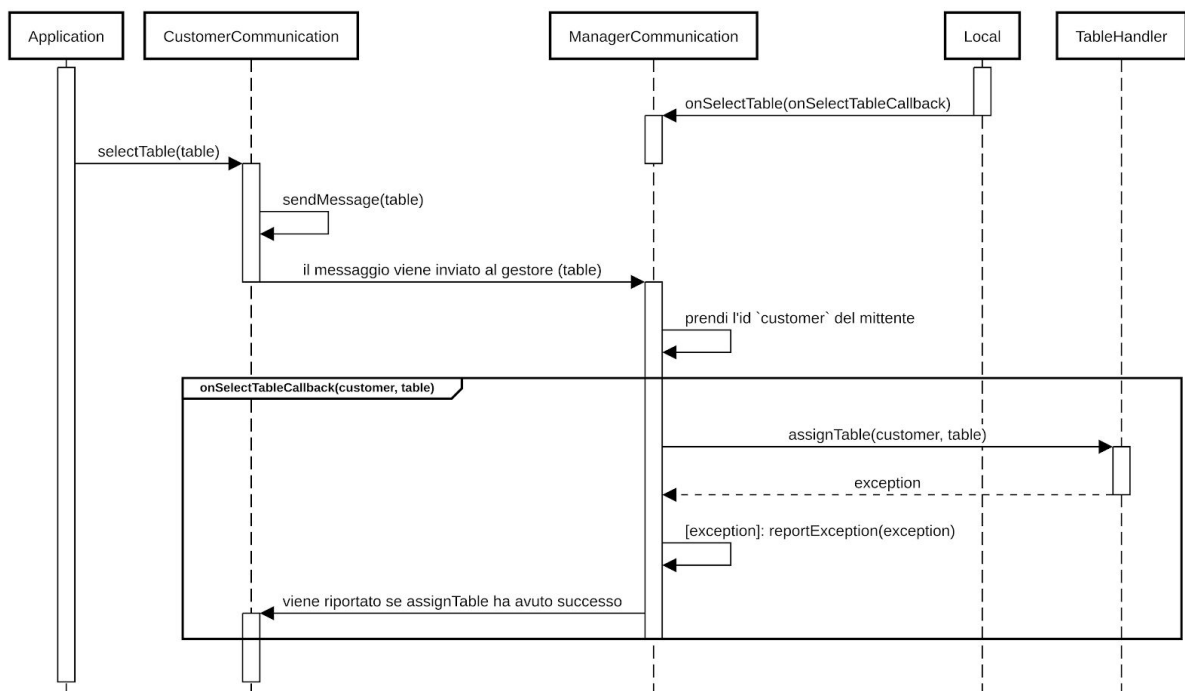 Application
CustomerCommunication
ManagerCommunication
Local
TableHandler
onSelectTable(onSelectTableCallback)
selectTable(table)
sendMessage(table)
il messaggio viene inviato al gestore (table)
prendi l'id `customer` del mittente
onSelectTableCallback(customer, table)
assignTable(customer, table)
exception
[exception]: reportException(exception)
viene riportato se assignTable ha avuto successo